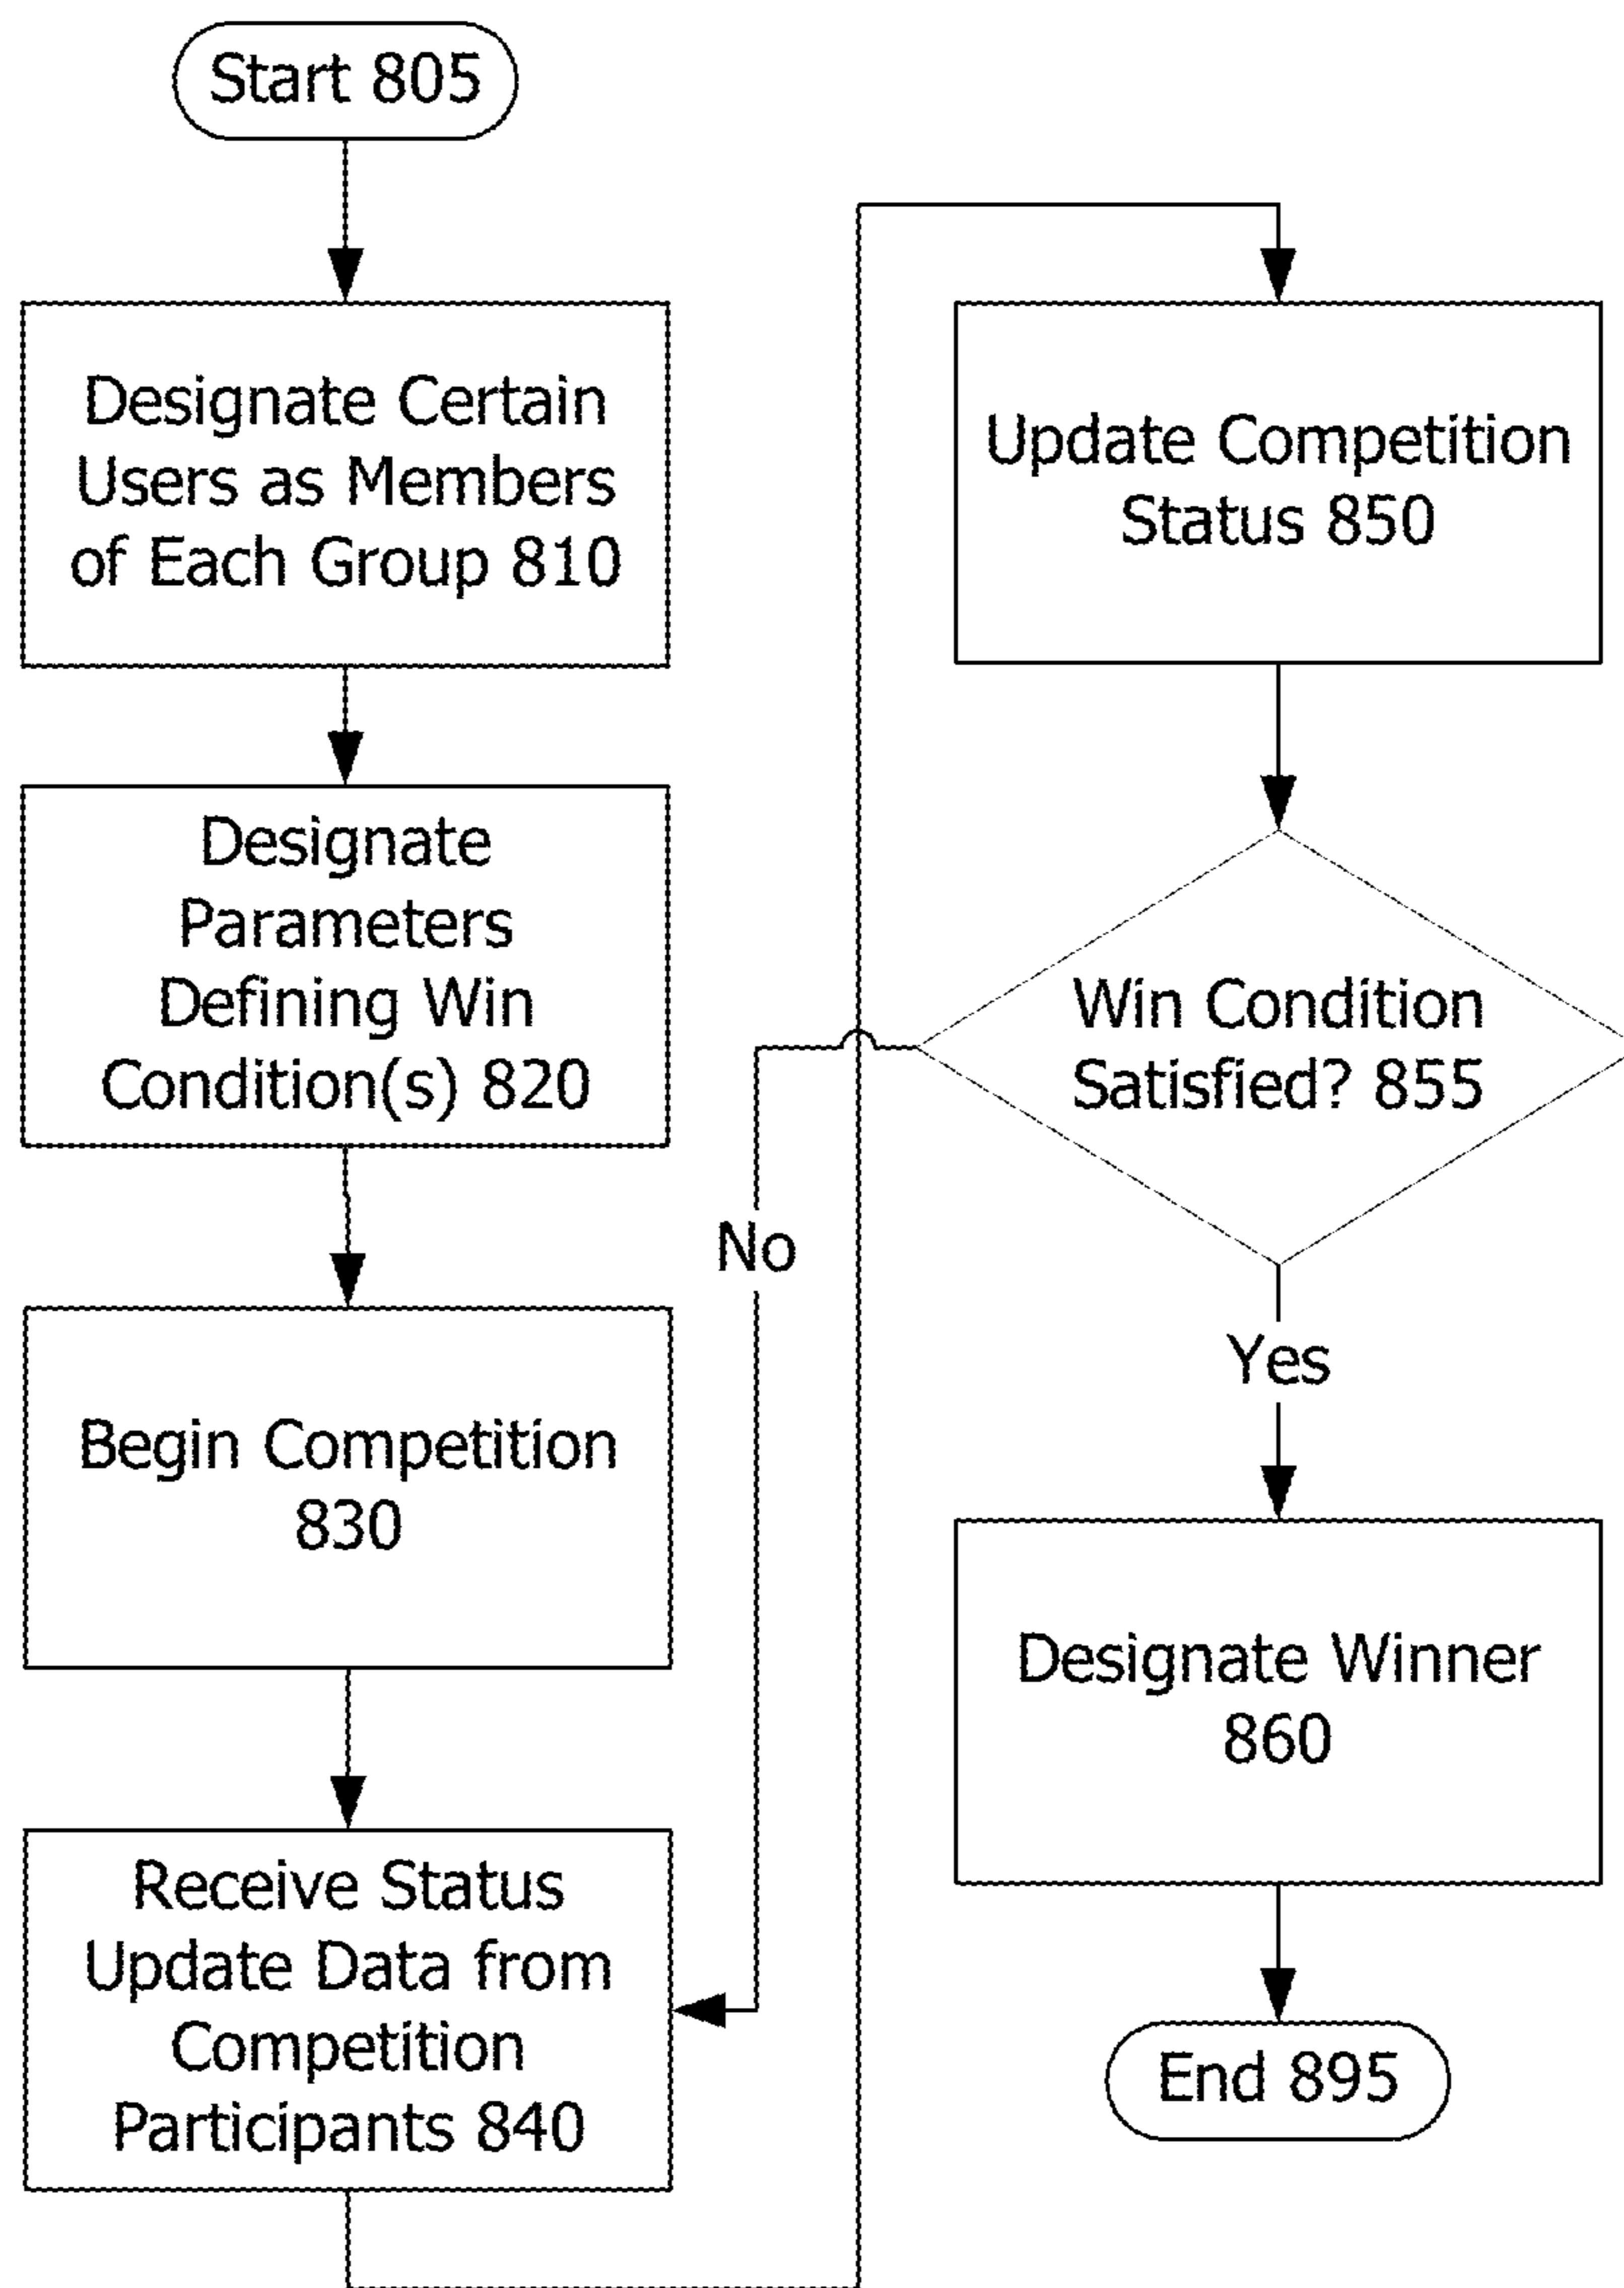 Start 805
Designate Certain
Users as Members
of Each Group 810
Designate
Parameters
Defining Win
Condition(s) 820
Begin Competition
830
Receive Status
Update Data from
Competition
Participants 840
Update Competition
Status 850
Win Condition
Satisfied? 855
No
Yes
Designate Winner
860
End 895